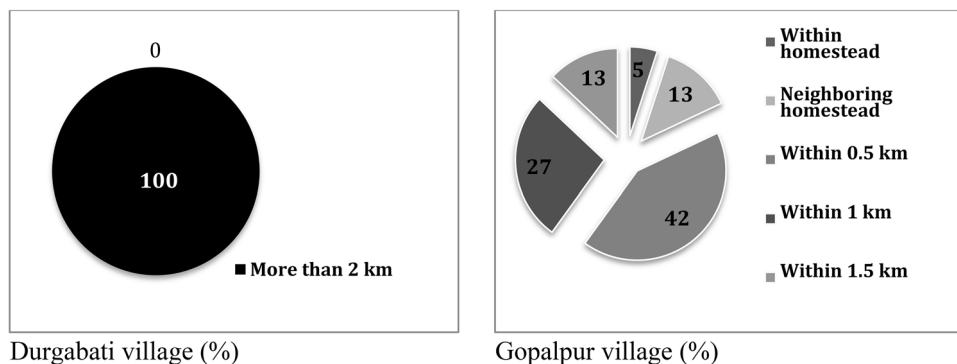 0
100
More than 2 km
Durgabati village (%)
5
13
42
27
13
Within
homestead
Neighboring
homestead
Within 0.5 km
Within 1 km
Within 1.5 km
Gopalpur village (%)